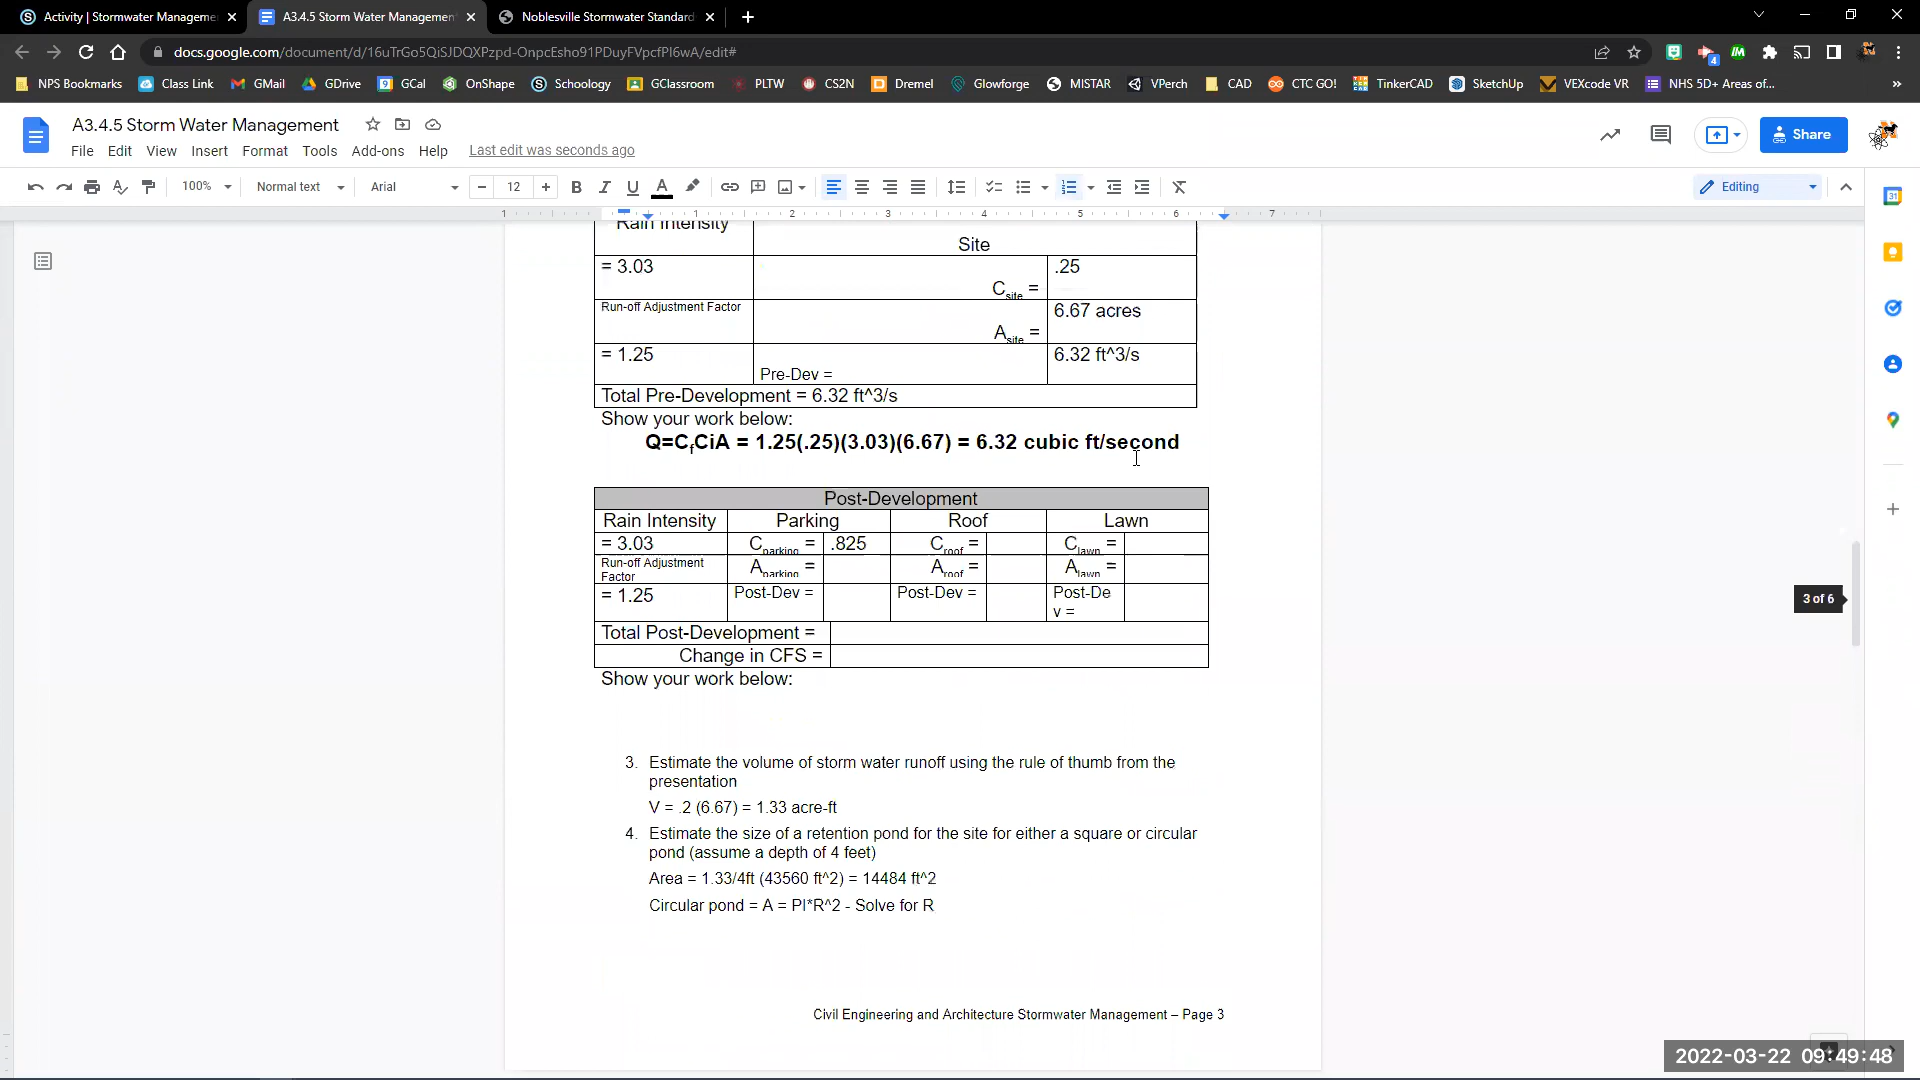 Activity | Stormwater Manageme
A3.4.5 Storm Water Management
Noblesville Stormwater Standard
docs.google.com/document/d/16uTrGo5QiSJDQXPzpd-OnpcEsho91PDuyFVpcfPl6wA/edit#
NPS Bookmarks Class Link GMail GDrive GCal OnShape Schoology GClassroom PLTW CS2N Dremel Glowforge MISTAR VPerch CAD CTC GO! TinkerCAD SketchUp VEXcode VR NHS 5D+ Areas of...
A3.4.5 Storm Water Management
File Edit View Insert Format Tools Add-ons Help Last edit was seconds ago
Share
100% Normal text Arial 12 Editing
1 1 2 3 4 5 6 7
Rain Intensity
Site
= 3.03 Csite = .25
Run-off Adjustment Factor Asite = 6.67 acres
= 1.25 Pre-Dev = 6.32 ft^3/s
Total Pre-Development = 6.32 ft^3/s
Show your work below:
Q=CfCiA = 1.25(.25)(3.03)(6.67) = 6.32 cubic ft/second
Post-Development
Rain Intensity Parking Roof Lawn
= 3.03 Cparking = .825 Croof = Clawn =
Run-off Adjustment Factor Aparking = Aroof = Alawn =
= 1.25 Post-Dev = Post-Dev = Post-De
v =
Total Post-Development =
Change in CFS =
Show your work below:
3 of 6
3. Estimate the volume of storm water runoff using the rule of thumb from the
presentation
V = .2 (6.67) = 1.33 acre-ft
4. Estimate the size of a retention pond for the site for either a square or circular
pond (assume a depth of 4 feet)
Area = 1.33/4ft (43560 ft^2) = 14484 ft^2
Circular pond = A = PI*R^2 - Solve for R
Civil Engineering and Architecture Stormwater Management – Page 3
2022-03-22 09:49:48